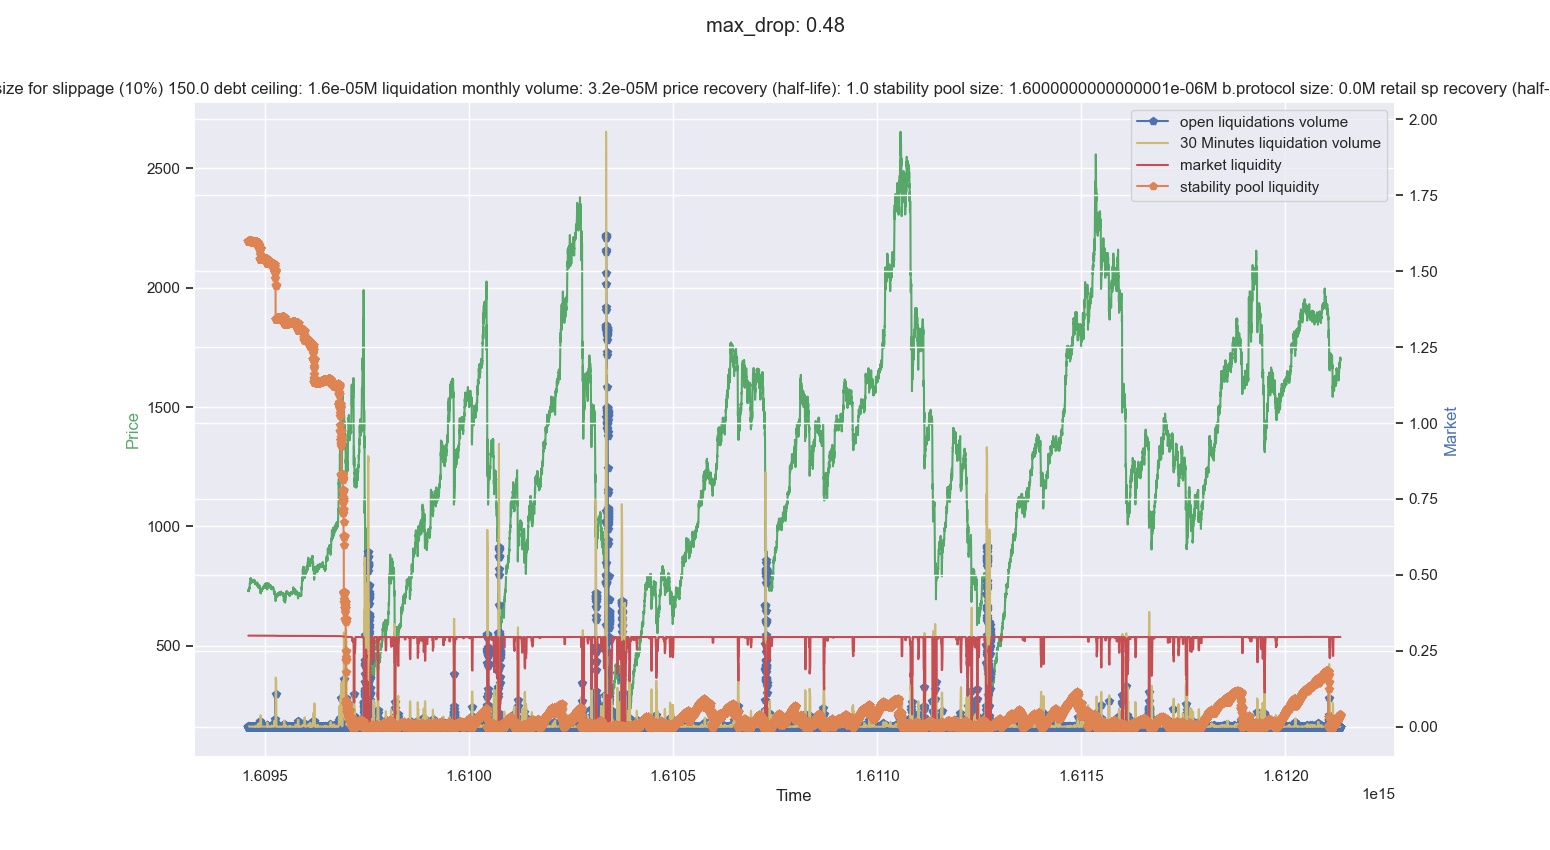 max_drop: 0.48
size for slippage (10%) 150.0 debt ceiling: 1.6e-05M liquidation monthly volume: 3.2e-05M price recovery (half-life): 1.0 stability pool size: 1.6000000000000001e-06M b.protocol size: 0.0M retail sp recovery (half-
open liquidations volume
30 Minutes liquidation volume
market liquidity
stability pool liquidity
2500
2000
1500
1000
500
Price
2.00
1.75
1.50
1.25
1.00
0.75
0.50
0.25
0.00
Market
1.6095
1.6100
1.6105
1.6110
1.6115
1.6120
1e15
Time